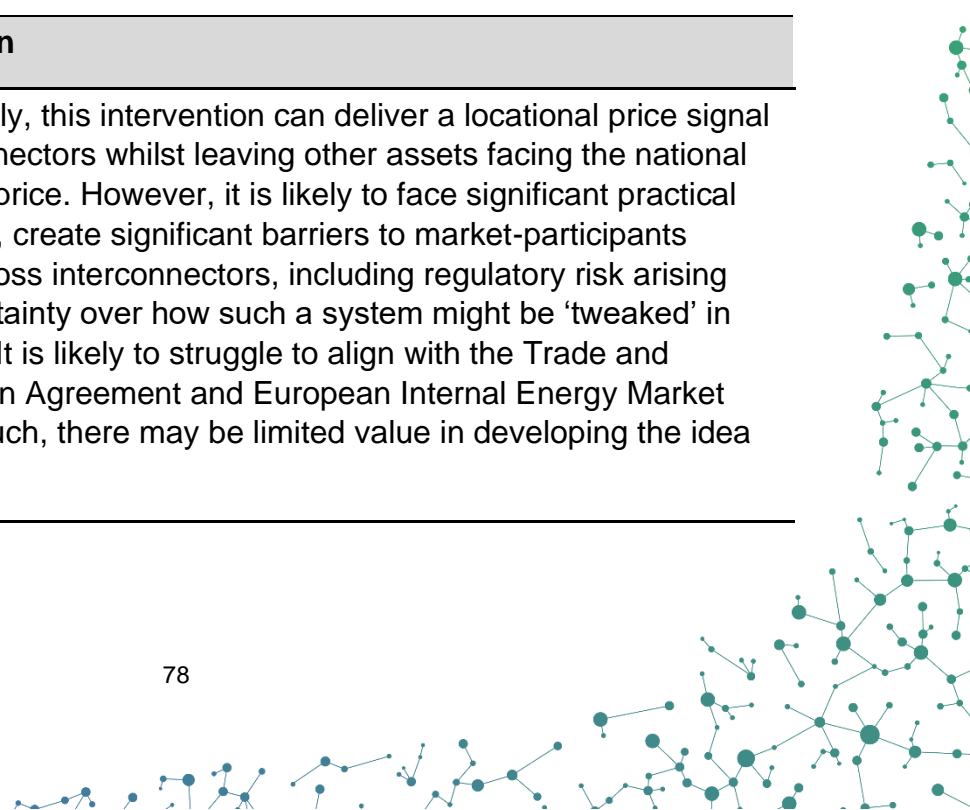 n
ly, this intervention can deliver a locational price signal
nectors whilst leaving other assets facing the national
price. However, it is likely to face significant practical
, create significant barriers to market-participants
oss interconnectors, including regulatory risk arising
tainty over how such a system might be ‘tweaked’ in
It is likely to struggle to align with the Trade and
n Agreement and European Internal Energy Market
uch, there may be limited value in developing the idea
78